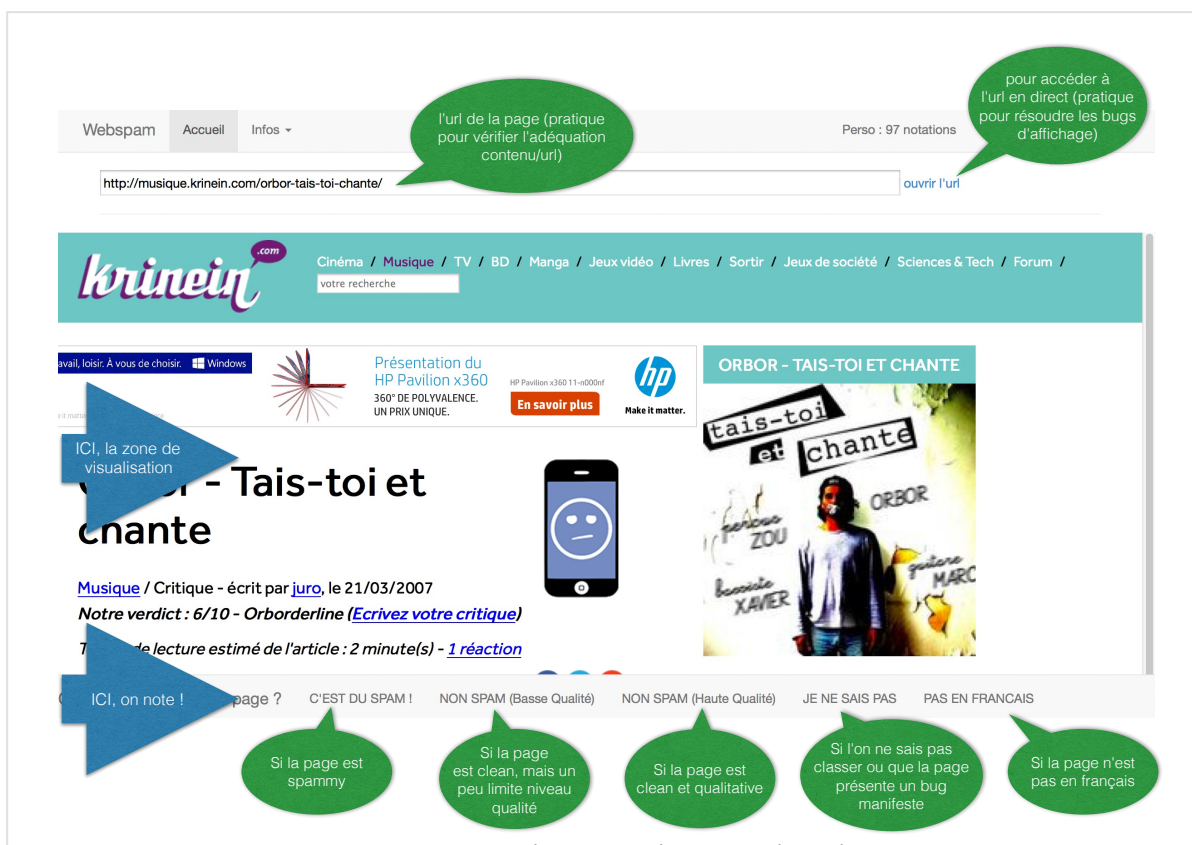 pour accéder à
l'url en direct (pratique
pour résoudre les bugs
d'affichage)
l'url de la page (pratique
pour vérifier l'adéquation
contenu/url)
Webspam Accueil Infos Perso : 97 notations
http://musique.krinein.com/orbor-tais-toi-chante/ ouvrir l'url
krinein .com
Cinéma / Musique / TV / BD / Manga / Jeux vidéo / Livres / Sortir / Jeux de société / Sciences & Tech / Forum /
votre recherche
loisir. À vous de choisir. Windows
Présentation du
HP Pavilion x360
360° DE POLYVALENCE.
UN PRIX UNIQUE.
HP Pavilion x360 11-n000nf
En savoir plus
hp
Make it matter.
ORBOR - TAIS-TOI ET CHANTE
tais-toi
et chante
ORBOR
percus
ZOU
guitare
MARC
bassiste
XAVIER
ICI, la zone de
visualisation
- Tais-toi et
chante
Musique / Critique - écrit par juro, le 21/03/2007
Notre verdict : 6/10 - Orborderline (Ecrivez votre critique)
de lecture estimé de l'article : 2 minute(s) - 1 réaction
ICI, on note !
page ? C'EST DU SPAM ! NON SPAM (Basse Qualité) NON SPAM (Haute Qualité) JE NE SAIS PAS PAS EN FRANCAIS
Si la page est
spammy
Si la page
est clean, mais un
peu limite niveau
qualité
Si la page est
clean et qualitative
Si l'on ne sais pas
classer ou que la page
présente un bug
manifeste
Si la page n'est
pas en français